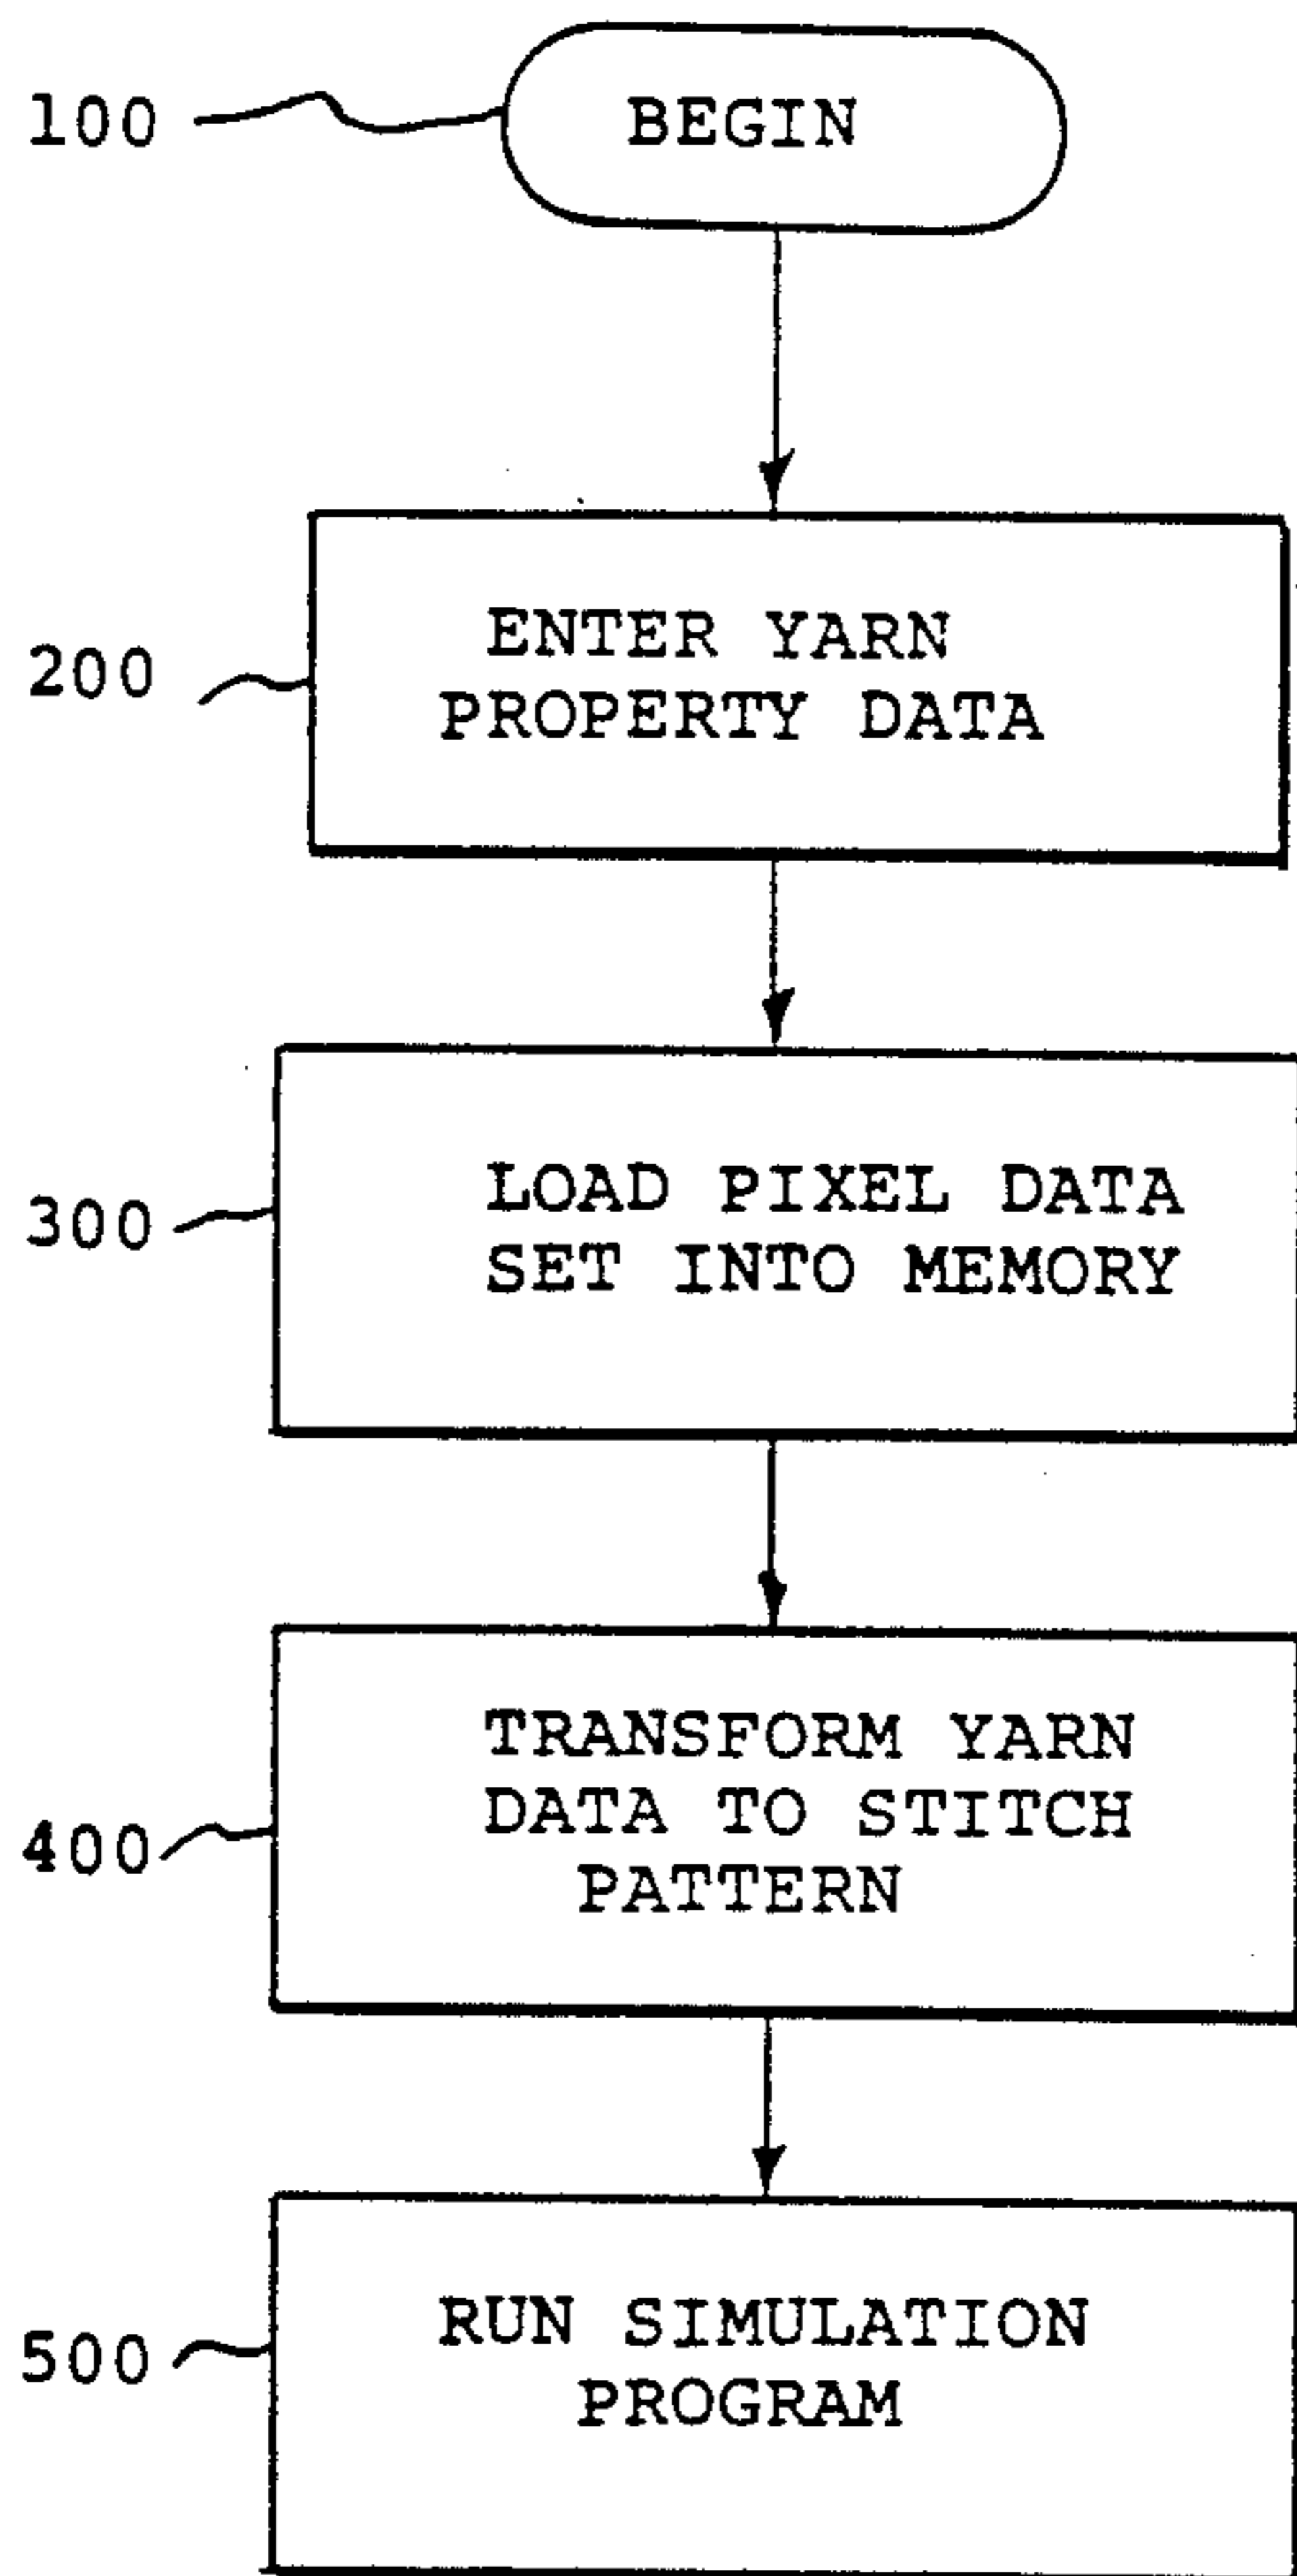 100
BEGIN
200
ENTER YARN
PROPERTY DATA
300
LOAD PIXEL DATA
SET INTO MEMORY
400
TRANSFORM YARN
DATA TO STITCH
PATTERN
500
RUN SIMULATION
PROGRAM